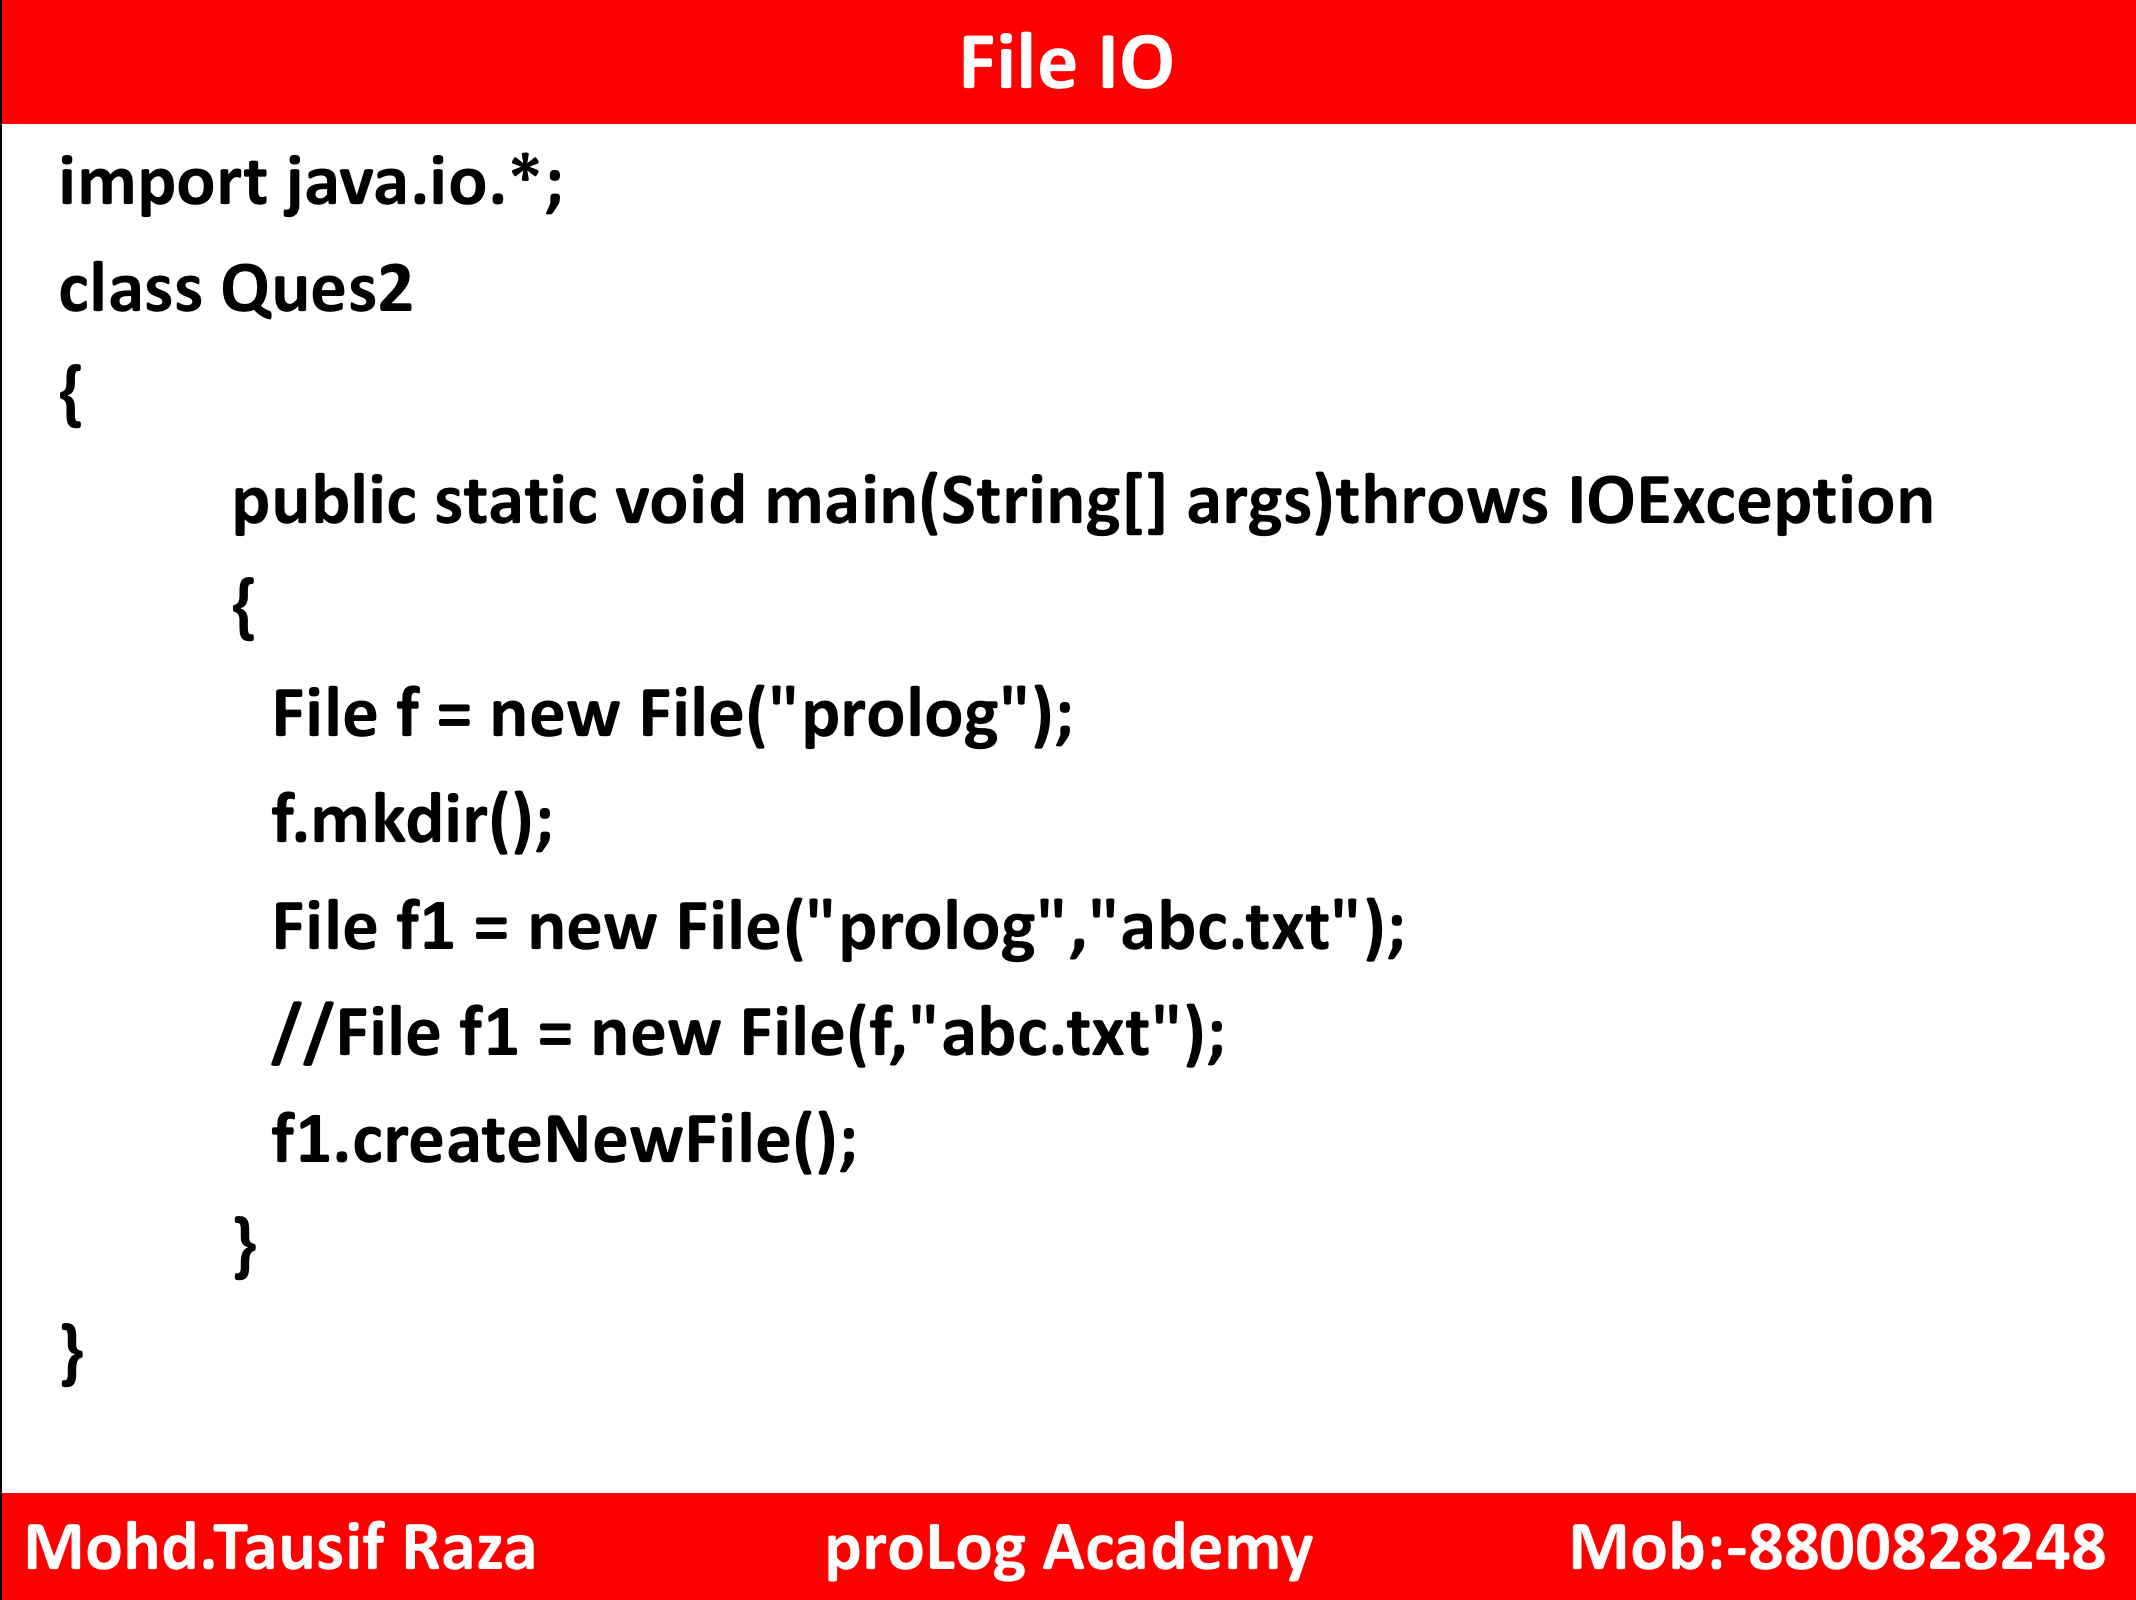 File IO
import java.io.*;
class Ques2
{
public static void main(String[] args)throws IOException
{
File f = new File("prolog");
f.mkdir();
File f1 = new File("prolog","abc.txt");
//File f1 = new File(f,"abc.txt");
f1.createNewFile();
}
}
Mohd.Tausif Raza proLog Academy Mob:-8800828248